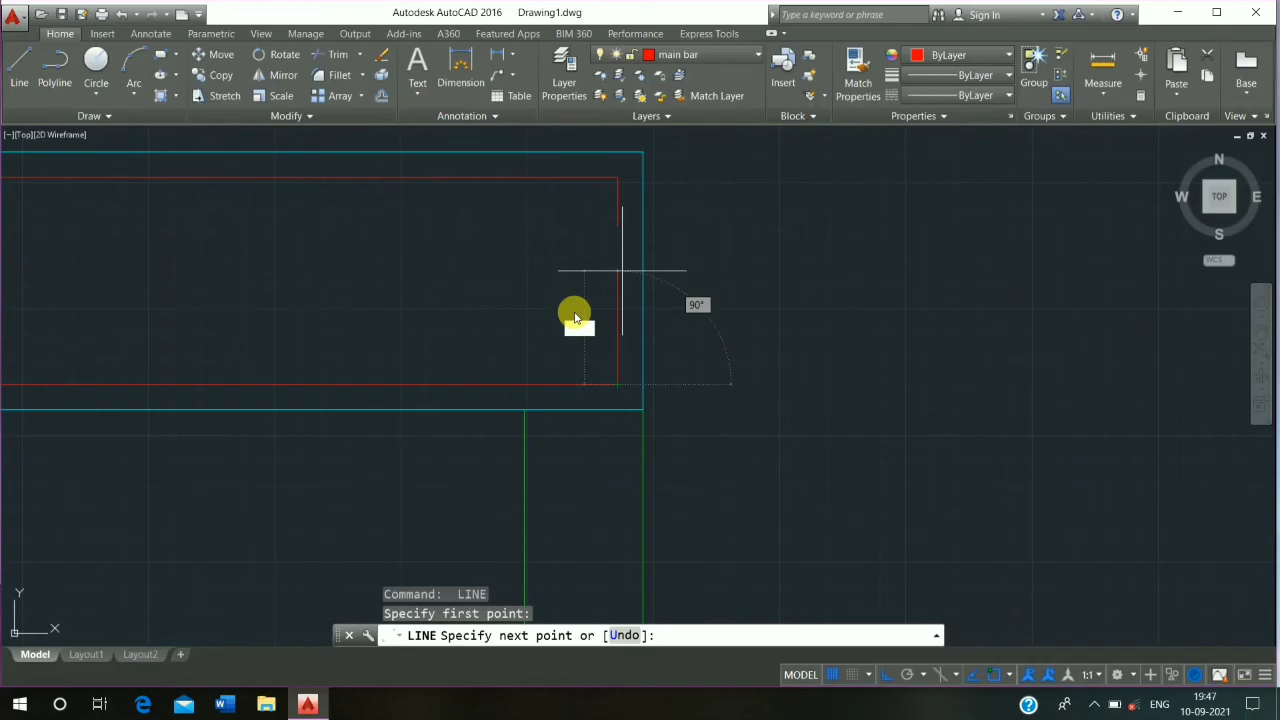 Autodesk AutoCAD 2016 Drawing1.dwg
Type a keyword or phrase
Sign In
Home Insert Annotate Parametric View Manage Output Add-ins A360 Featured Apps BIM 360 Performance Express Tools
Line Polyline Circle Arc
Move Rotate Trim
Copy Mirror Fillet
Stretch Scale Array
Text Dimension Table
Layer Properties
main bar
Match Layer
Insert
Match Properties
ByLayer
ByLayer
ByLayer
Group
Measure
Paste
Base
Draw Modify Annotation Layers Block Properties Groups Utilities Clipboard View
[−][Top][2D Wireframe]
N
W TOP E
S
WCS
90°
Y
X
Command: LINE
Specify first point:
LINE Specify next point or [Undo]:
Model Layout1 Layout2 +
MODEL 1:1
ENG
19:47
10-09-2021